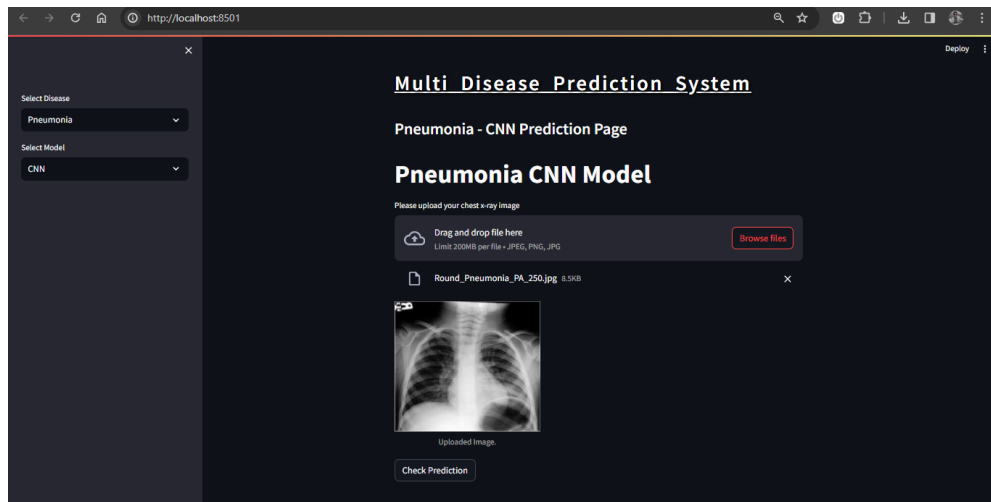 http://localhost:8501
Deploy
Select Disease
Pneumonia
Select Model
CNN
Multi Disease Prediction System
Pneumonia - CNN Prediction Page
Pneumonia CNN Model
Please upload your chest x-ray image
Drag and drop file here
Limit 200MB per file • JPEG, PNG, JPG
Browse files
Round_Pneumonia_PA_250.jpg 8.5KB
Uploaded Image.
Check Prediction